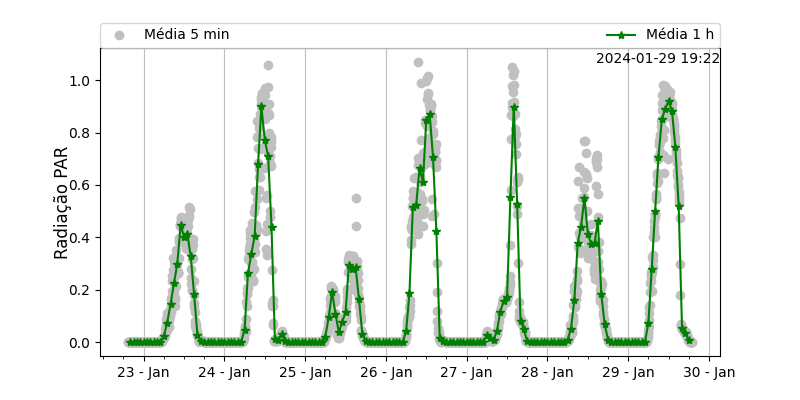 Média 5 min
Média 1 h
2024-01-29 19:22
Radiação PAR
1.0
0.8
0.6
0.4
0.2
0.0
23 - Jan
24 - Jan
25 - Jan
26 - Jan
27 - Jan
28 - Jan
29 - Jan
30 - Jan